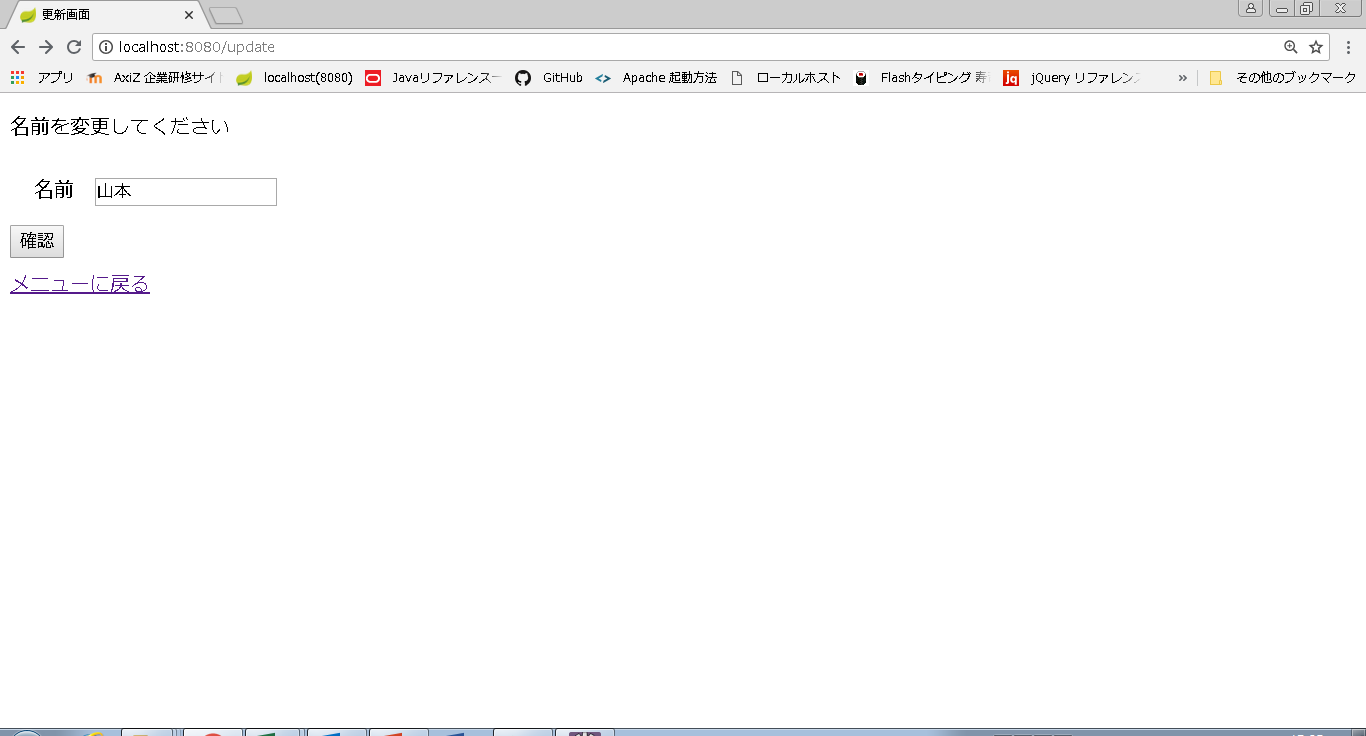 更新画面
localhost:8080/update
アプリ AxiZ 企業研修サイ localhost(8080) Javaリファレンス GitHub Apache 起動方法 ローカルホスト Flashタイピング 寿 jQuery リファレン » その他のブックマーク
名前を変更してください
名前 山本
確認
メニューに戻る